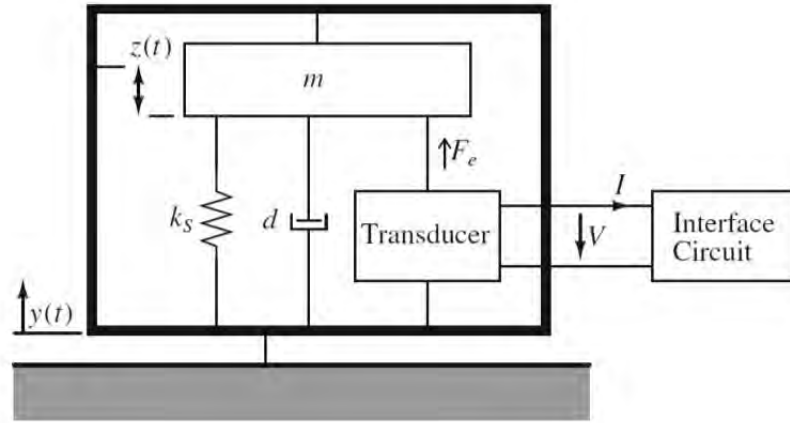 z(t)
m
F_e
I
k_S
d
Transducer
V
Interface
Circuit
y(t)